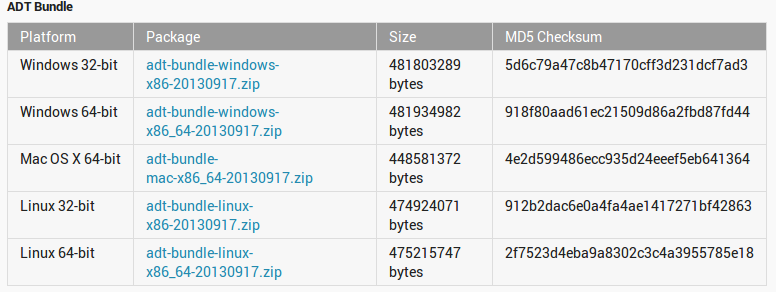 ADT Bundle
Platform Package Size MD5 Checksum
Windows 32-bit adt-bundle-windows- 481803289 5d6c79a47c8b47170cff3d231dcf7ad3
x86-20130917.zip bytes
Windows 64-bit adt-bundle-windows- 481934982 918f80aad61ec21509d86a2fbd87fd44
x86_64-20130917.zip bytes
Mac OS X 64-bit adt-bundle- 448581372 4e2d599486ecc935d24eeef5eb641364
mac-x86_64-20130917.zip bytes
Linux 32-bit adt-bundle-linux- 474924071 912b2dac6e0a4fa4ae1417271bf42863
x86-20130917.zip bytes
Linux 64-bit adt-bundle-linux- 475215747 2f7523d4eba9a8302c3c4a3955785e18
x86_64-20130917.zip bytes